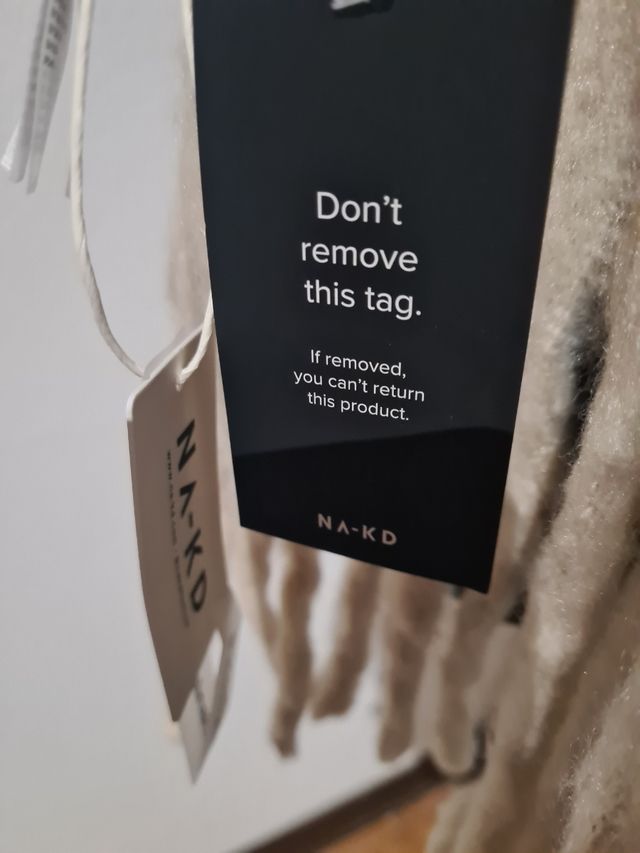 Don't
remove
this tag.
If removed,
you can't return
this product.
NA-KD
NA-KD